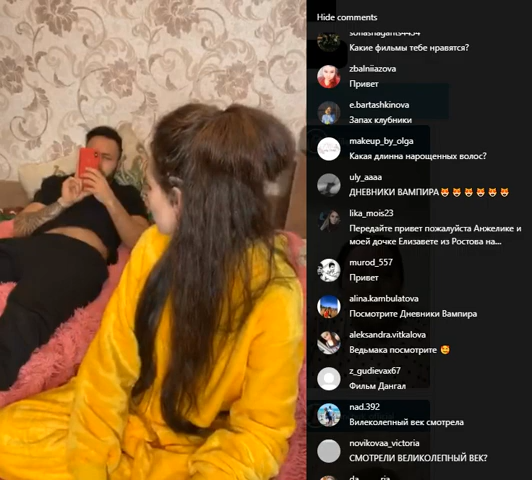 Hide comments
Какие фильмы тебе нравятся?
zbalniiazova
Привет
e.bartashkinova
Запах клубники
makeup_by_olga
Какая длинна нарощенных волос?
uly_aaaa
ДНЕВНИКИ ВАМПИРА🦊🦊🦊🦊🦊🦊
lika_mois23
Передайте привет пожалуйста Анжелике и
моей дочке Елизавете из Ростова на...
murod_557
Привет
alina.kambulatova
Посмотрите Дневники Вампира
aleksandra.vitkalova
Ведьмака посмотрите 🥰
z_gudievax67
Фильм Дангал
nad.392
Вилеколепный век смотрела
novikovaa_victoria
СМОТРЕЛИ ВЕЛИКОЛЕПНЫЙ ВЕК?